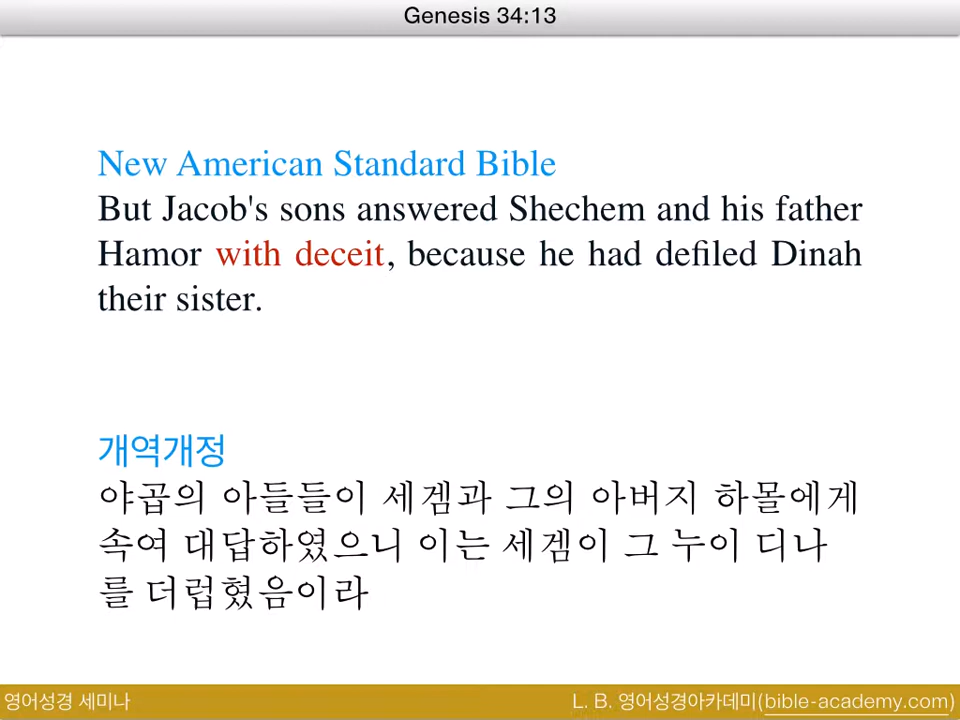 Genesis 34:13
New American Standard Bible
But Jacob's sons answered Shechem and his father
Hamor with deceit, because he had defiled Dinah
their sister.
개역개정
야곱의 아들들이 세겜과 그의 아버지 하몰에게
속여 대답하였으니 이는 세겜이 그 누이 디나
를 더럽혔음이라
영어성경 세미나
L. B. 영어성경아카데미(bible-academy.com)